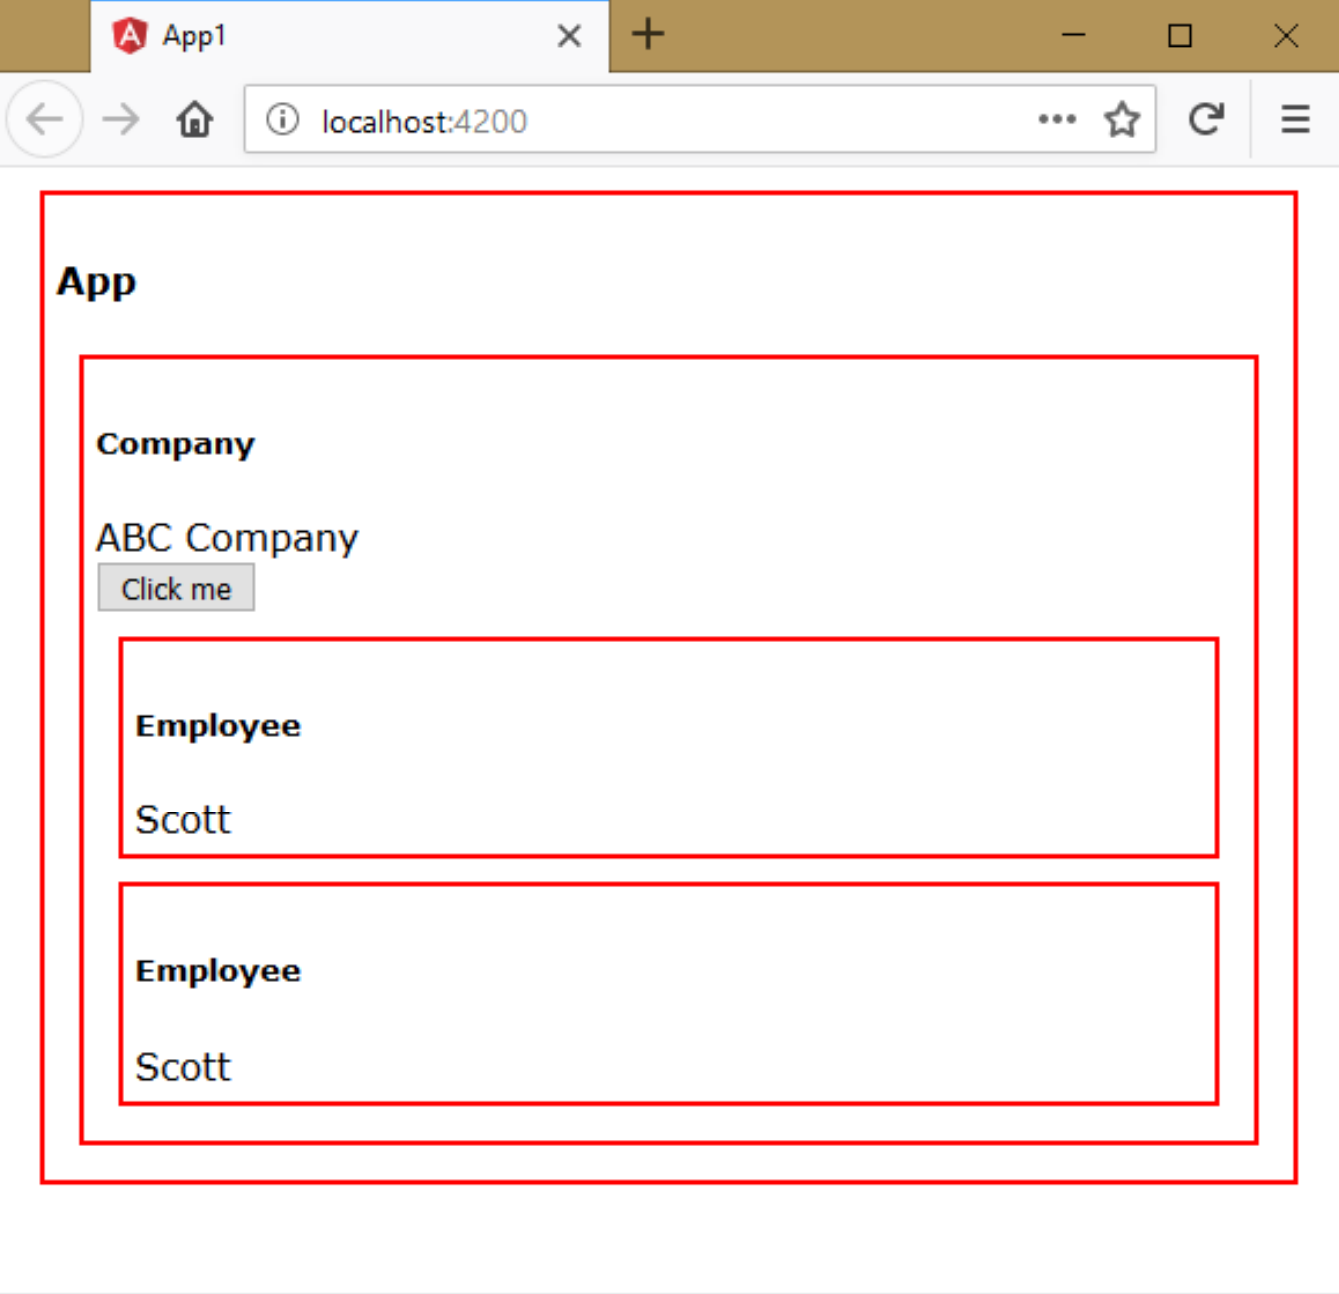 App1
localhost:4200
App
Company
ABC Company
Click me
Employee
Scott
Employee
Scott